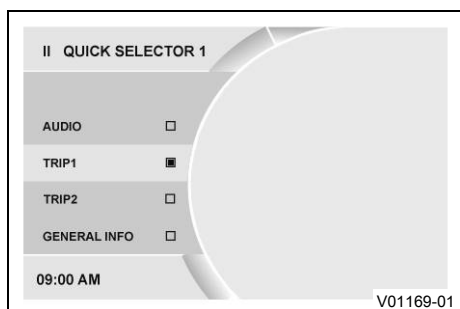 II QUICK SELECTOR 1
AUDIO
TRIP1
TRIP2
GENERAL INFO
09:00 AM
V01169-01